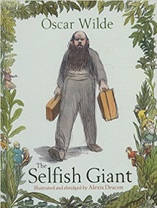 Oscar Wilde
The
Selfish Giant
Illustrated and abridged by Alexis Deacon